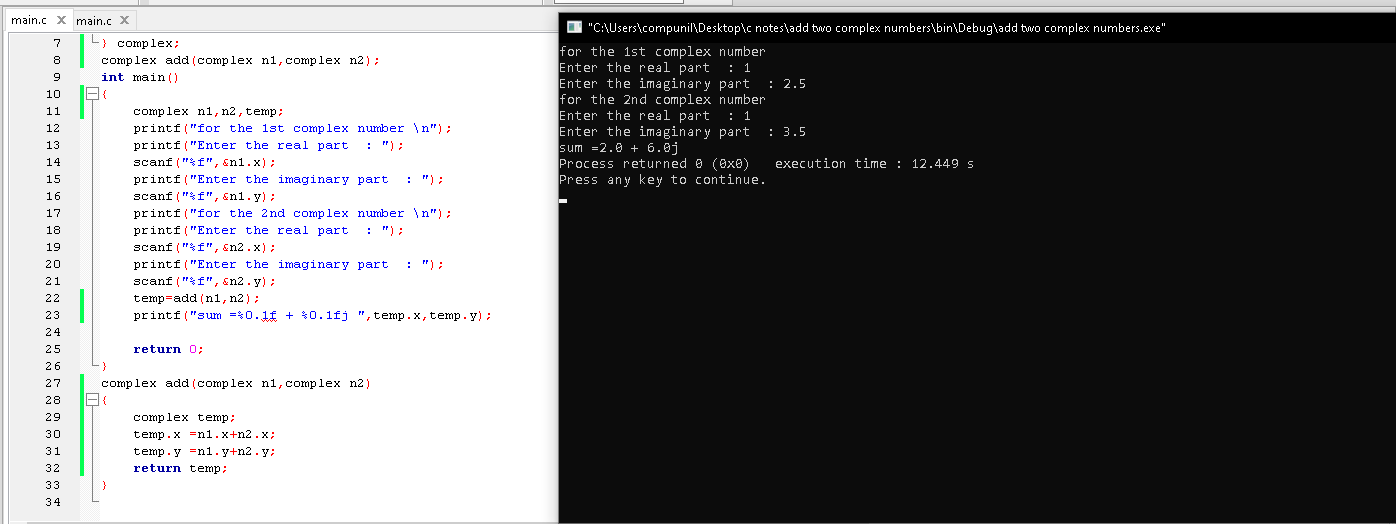 main.c X main.c X
7 } complex;
8 complex add(complex n1,complex n2);
9 int main()
10 {
11 complex n1,n2,temp;
12 printf("for the 1st complex number \n");
13 printf("Enter the real part  : ");
14 scanf("%f",&n1.x);
15 printf("Enter the imaginary part  : ");
16 scanf("%f",&n1.y);
17 printf("for the 2nd complex number \n");
18 printf("Enter the real part  : ");
19 scanf("%f",&n2.x);
20 printf("Enter the imaginary part  : ");
21 scanf("%f",&n2.y);
22 temp=add(n1,n2);
23 printf("sum =%0.1f + %0.1fj ",temp.x,temp.y);
24
25 return 0;
26 }
27 complex add(complex n1,complex n2)
28 {
29 complex temp;
30 temp.x =n1.x+n2.x;
31 temp.y =n1.y+n2.y;
32 return temp;
33 }
34
"C:\Users\compunil\Desktop\c notes\add two complex numbers\bin\Debug\add two complex numbers.exe"
for the 1st complex number
Enter the real part  : 1
Enter the imaginary part  : 2.5
for the 2nd complex number
Enter the real part  : 1
Enter the imaginary part  : 3.5
sum =2.0 + 6.0j
Process returned 0 (0x0)   execution time : 12.449 s
Press any key to continue.